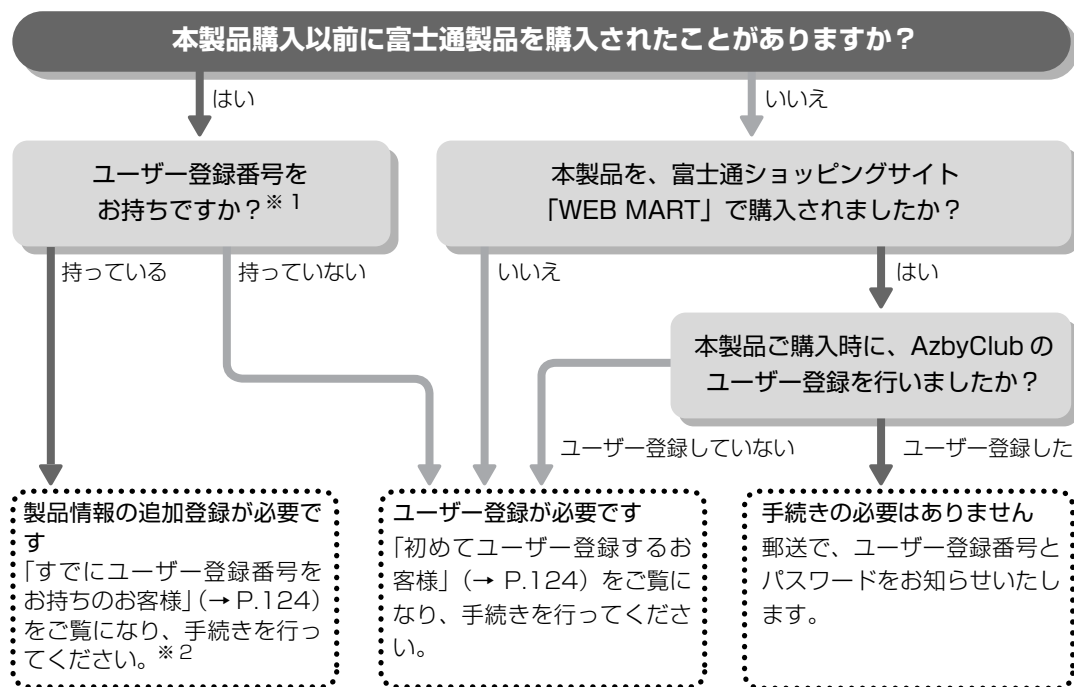 本製品購入以前に富士通製品を購入されたことがありますか？
はい
いいえ
ユーザー登録番号を
お持ちですか？※1
本製品を、富士通ショッピングサイト
「WEB MART」で購入されましたか？
持っている
持っていない
いいえ
はい
本製品ご購入時に、AzbyClub の
ユーザー登録を行いましたか？
ユーザー登録していない
ユーザー登録した
製品情報の追加登録が必要で
す
「すでにユーザー登録番号を
お持ちのお客様」（→ P.124）
をご覧になり、手続きを行っ
てください。※2
ユーザー登録が必要です
「初めてユーザー登録するお
客様」（→ P.124）をご覧に
なり、手続きを行ってくださ
い。
手続きの必要はありません
郵送で、ユーザー登録番号と
パスワードをお知らせいたし
ます。